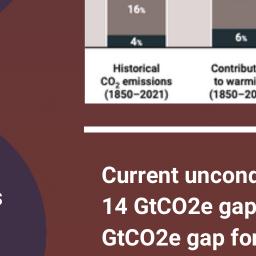 16%
4%
6%
Historical
CO2 emissions
(1850–2021)
Contribut
to warmi
(1850–20
s
Current uncond
14 GtCO2e gap
GtCO2e gap for